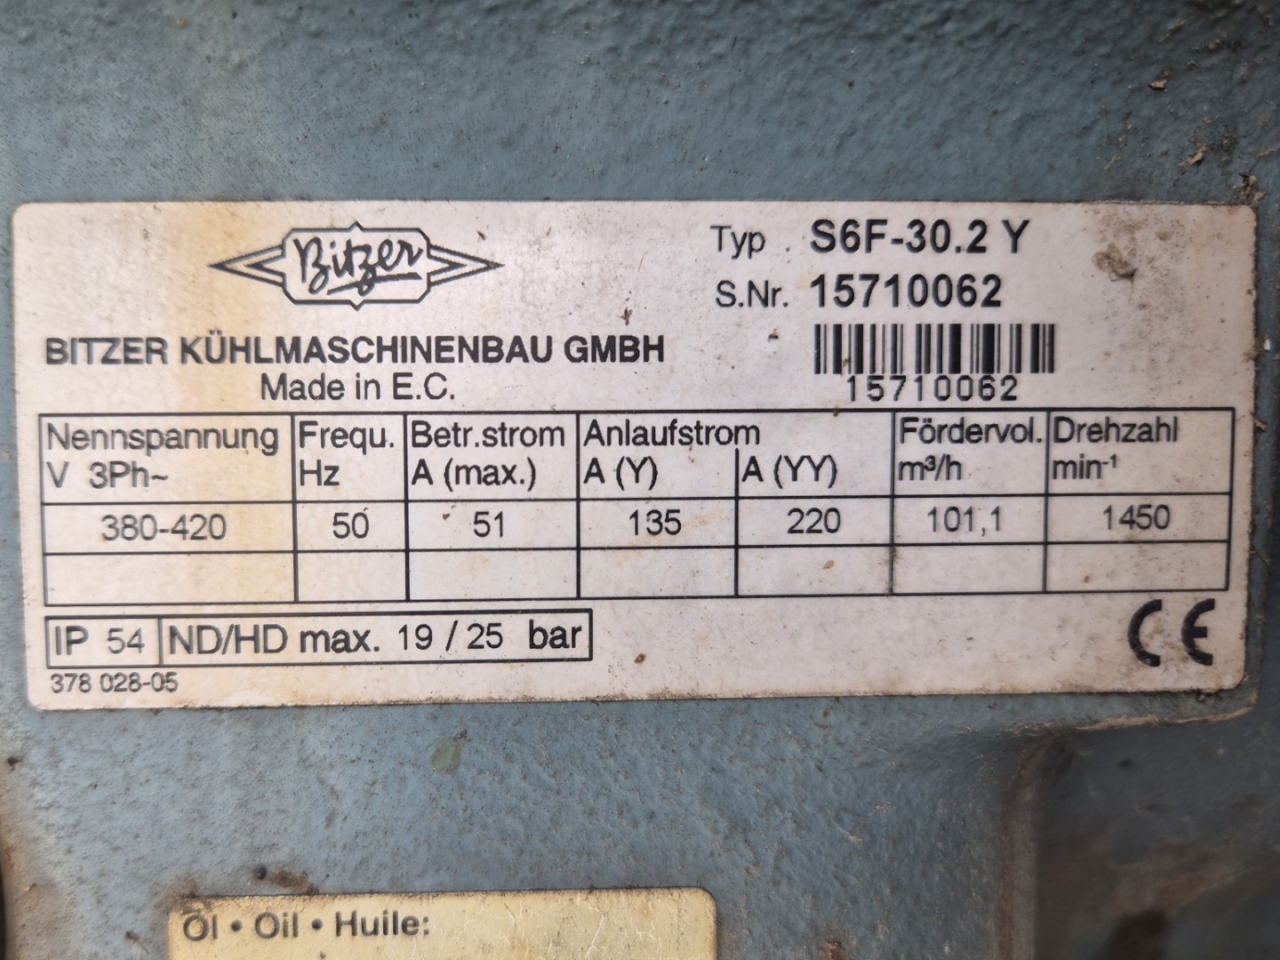 Bitzer
Typ . S6F-30.2 Y
S.Nr. 15710062
15710062
BITZER KÜHLMASCHINENBAU GMBH
Made in E.C.
Nennspannung V 3Ph~ Frequ. Hz Betr.strom A (max.) Anlaufstrom A (Y) A (YY) Fördervol. m³/h Drehzahl min-¹
380-420 50 51 135 220 101,1 1450
IP 54 ND/HD max. 19 / 25 bar
CE
378 028-05
Öl • Oil • Huile: